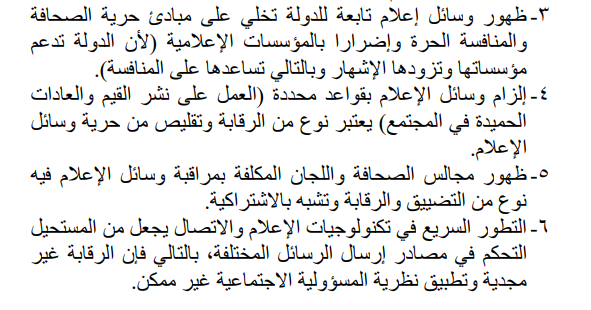 ٣-ظهور وسائل إعلام تابعة للدولة تخلي على مبادئ حرية الصحافة
والمنافسة الحرة وإضرارا بالمؤسسات الإعلامية (لأن الدولة تدعم
مؤسساتها وتزودها الإشهار وبالتالي تساعدها على المنافسة).
٤-إلزام وسائل الإعلام بقواعد محددة (العمل على نشر القيم والعادات
الحميدة في المجتمع) يعتبر نوع من الرقابة وتقليص من حرية وسائل
الإعلام.
٥-ظهور مجالس الصحافة واللجان المكلفة بمراقبة وسائل الإعلام فيه
نوع من التضييق والرقابة وتشبه بالاشتراكية.
٦-التطور السريع في تكنولوجيات الإعلام والاتصال يجعل من المستحيل
التحكم في مصادر إرسال الرسائل المختلفة، بالتالي فإن الرقابة غير
مجدية وتطبيق نظرية المسؤولية الاجتماعية غير ممكن.